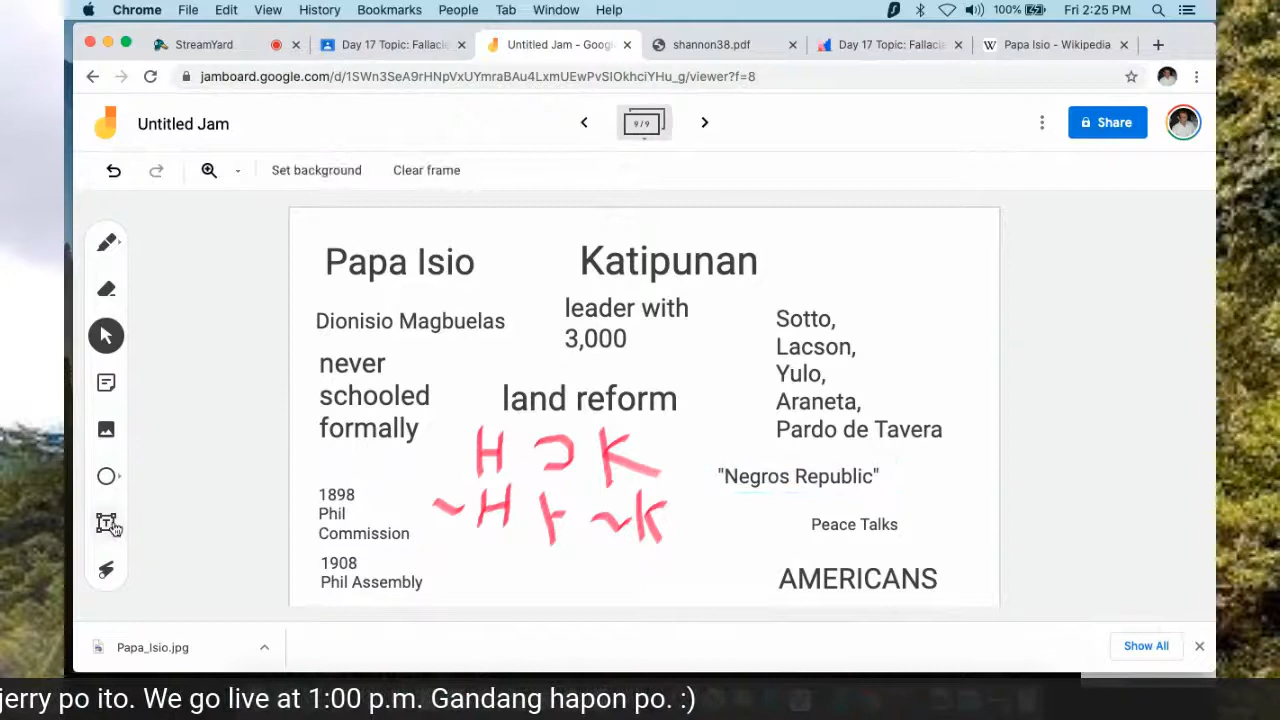 Chrome File Edit View History Bookmarks People Tab Window Help 100% Fri 2:25 PM
StreamYard
Day 17 Topic: Fallacie
Untitled Jam - Googl
shannon38.pdf
Day 17 Topic: Fallacie
Papa Isio - Wikipedia
jamboard.google.com/d/1SWn3SeA9rHNpVxUYmraBAu4LxmUEwPvSIOkhciYHu_g/viewer?f=8
Untitled Jam
9/9
Share
Set background
Clear frame
Papa Isio
Katipunan
Dionisio Magbuelas
leader with
3,000
Sotto,
Lacson,
Yulo,
Araneta,
Pardo de Tavera
never
schooled
formally
land reform
H ⊃ K
~H ⊢ ~K
"Negros Republic"
1898
Phil
Commission
Peace Talks
1908
Phil Assembly
AMERICANS
Papa_Isio.jpg
Show All
jerry po ito. We go live at 1:00 p.m. Gandang hapon po. :)